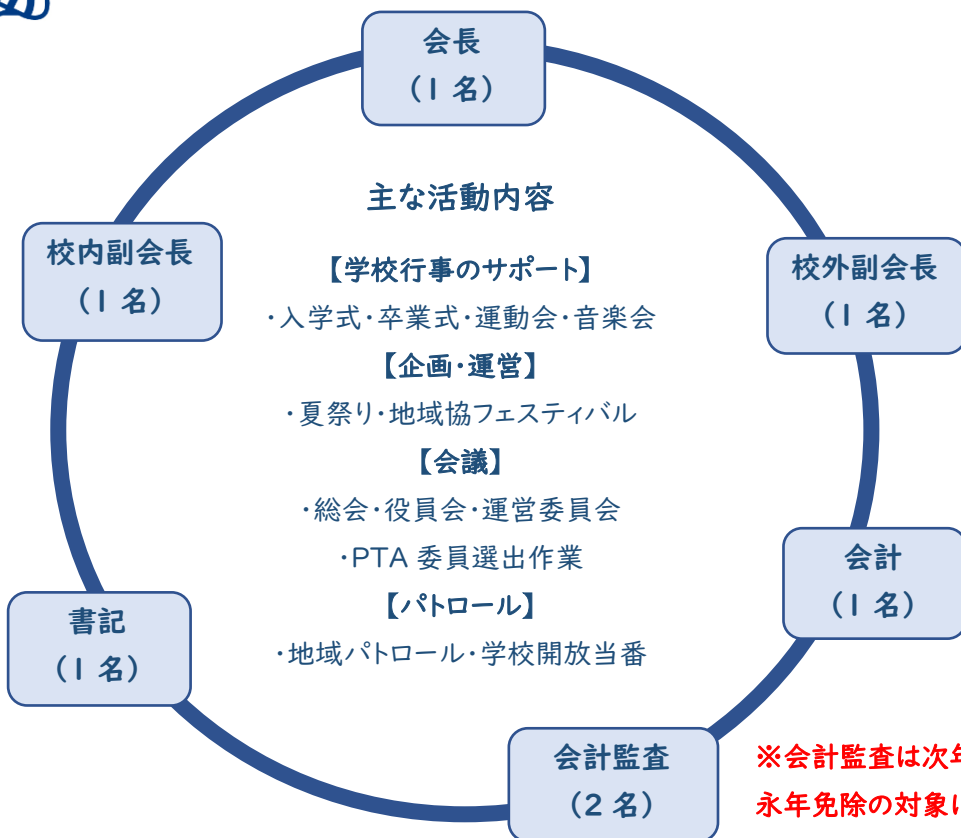 会長
(1 名)
主な活動内容
校内副会長
(1 名)
校外副会長
(1 名)
【学校行事のサポート】
・入学式・卒業式・運動会・音楽会
【企画・運営】
・夏祭り・地域協フェスティバル
【会議】
・総会・役員会・運営委員会
・PTA 委員選出作業
【パトロール】
・地域パトロール・学校開放当番
会計
(1 名)
書記
(1 名)
会計監査
(2 名)
※会計監査は次年
永年免除の対象に